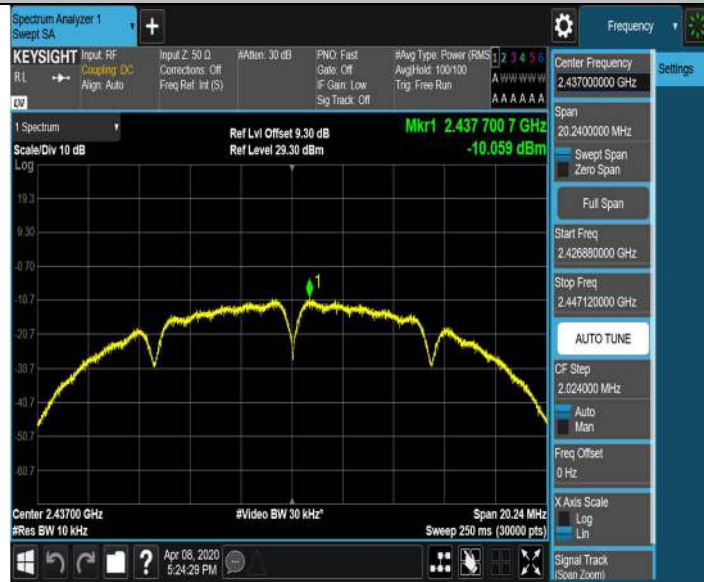 Spectrum Analyzer 1
Swept SA
Frequency
KEYSIGHT
RL
Input: RF
Coupling: DC
Align: Auto
Input Z: 50 Ω
Corrections: Off
Freq Ref: Int (S)
#Atten: 30 dB
PNO: Fast
Gate: Off
IF Gain: Low
Sig Track: Off
#Avg Type: Power (RMS
Avg|Hold: 100/100
Trig: Free Run
1 2 3 4 5 6
A W W W W W
A A A A A A
1 Spectrum
Scale/Div 10 dB
Log
Ref Lvl Offset 9.30 dB
Ref Level 29.30 dBm
Mkr1 2.437 700 7 GHz
-10.059 dBm
19.3
9.30
-0.70
-10.7
-20.7
-30.7
-40.7
-50.7
-60.7
1
Center 2.43700 GHz
#Res BW 10 kHz
#Video BW 30 kHz*
Span 20.24 MHz
Sweep 250 ms (30000 pts)
Apr 08, 2020
5:24:29 PM
?
Center Frequency
2.437000000 GHz
Settings
Span
20.2400000 MHz
Swept Span
Zero Span
Full Span
Start Freq
2.426880000 GHz
Stop Freq
2.447120000 GHz
AUTO TUNE
CF Step
2.024000 MHz
Auto
Man
Freq Offset
0 Hz
X Axis Scale
Log
Lin
Signal Track
(Span Zoom)